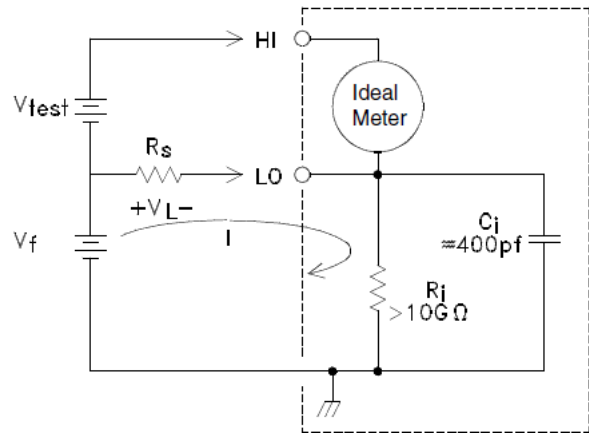 HI
Ideal
Meter
Vtest
Rs
LO
+VL-
Vf
I
Ci
≈400pf
Ri
>10GΩ